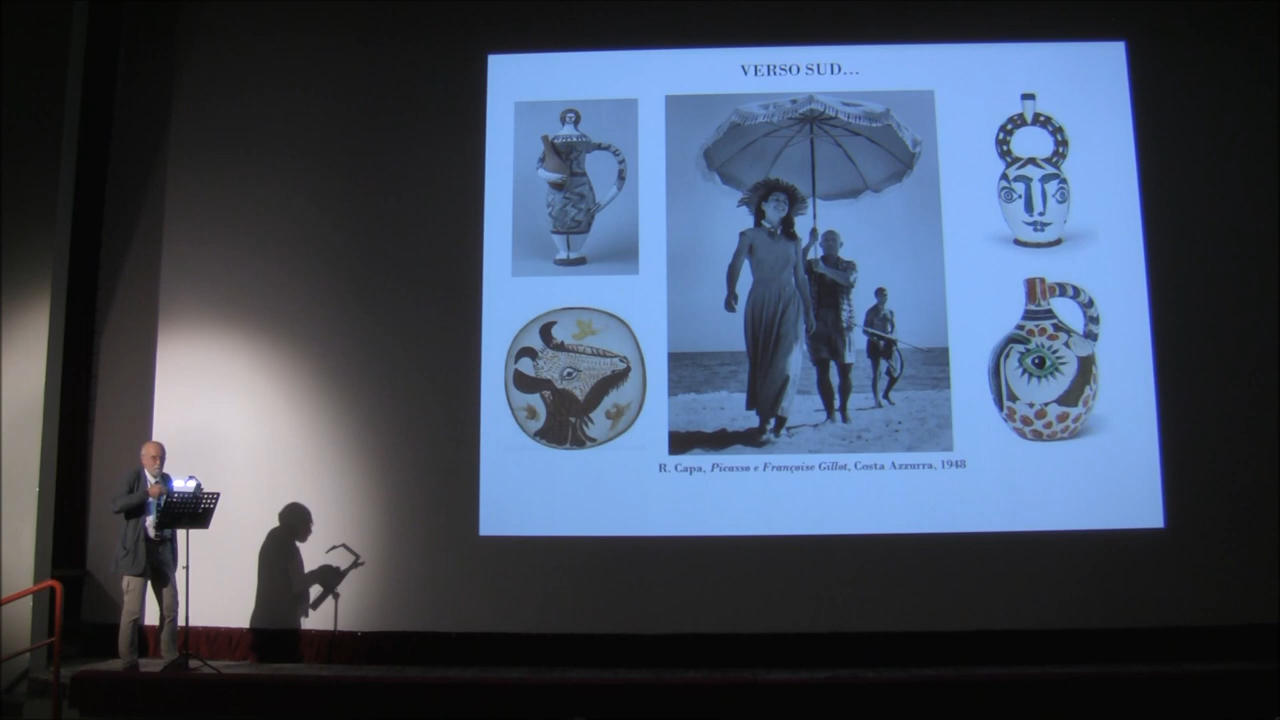 VERSO SUD...
R. Capa, Picasso e Françoise Gillot, Costa Azzurra, 1948